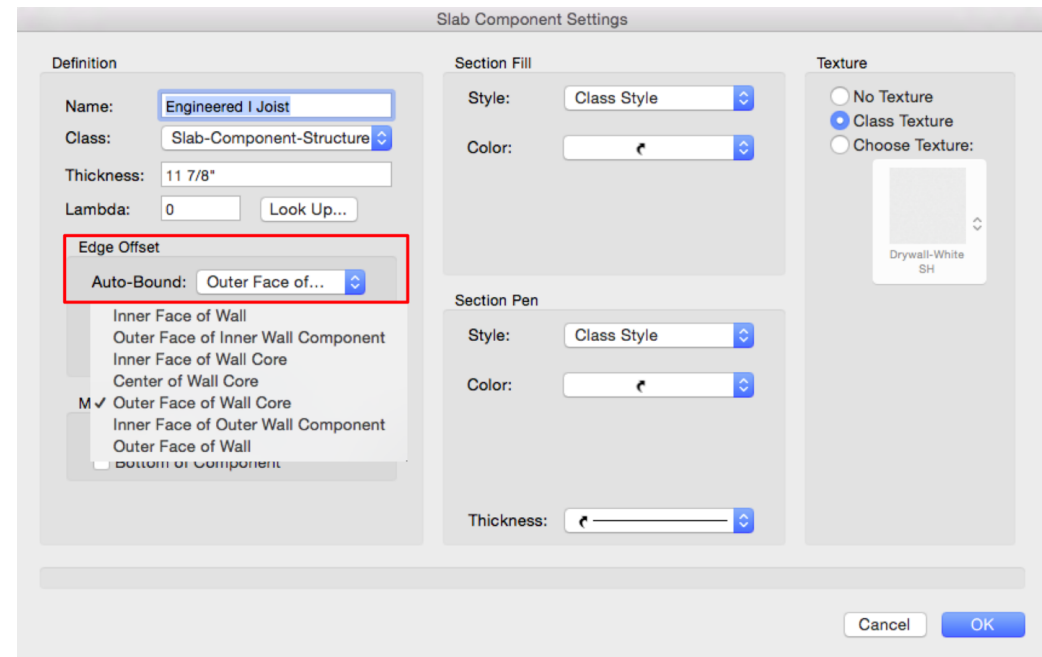 Slab Component Settings
Definition
Name: Engineered I Joist
Class: Slab-Component-Structure
Thickness: 11 7/8"
Lambda: 0 Look Up...
Edge Offset
Auto-Bound: Outer Face of...
Inner Face of Wall
Outer Face of Inner Wall Component
Inner Face of Wall Core
Center of Wall Core
M ✓ Outer Face of Wall Core
Inner Face of Outer Wall Component
Outer Face of Wall
Bottom of Component
Section Fill
Style: Class Style
Color:
Section Pen
Style: Class Style
Color:
Thickness:
Texture
No Texture
Class Texture
Choose Texture:
Drywall-White
SH
Cancel OK